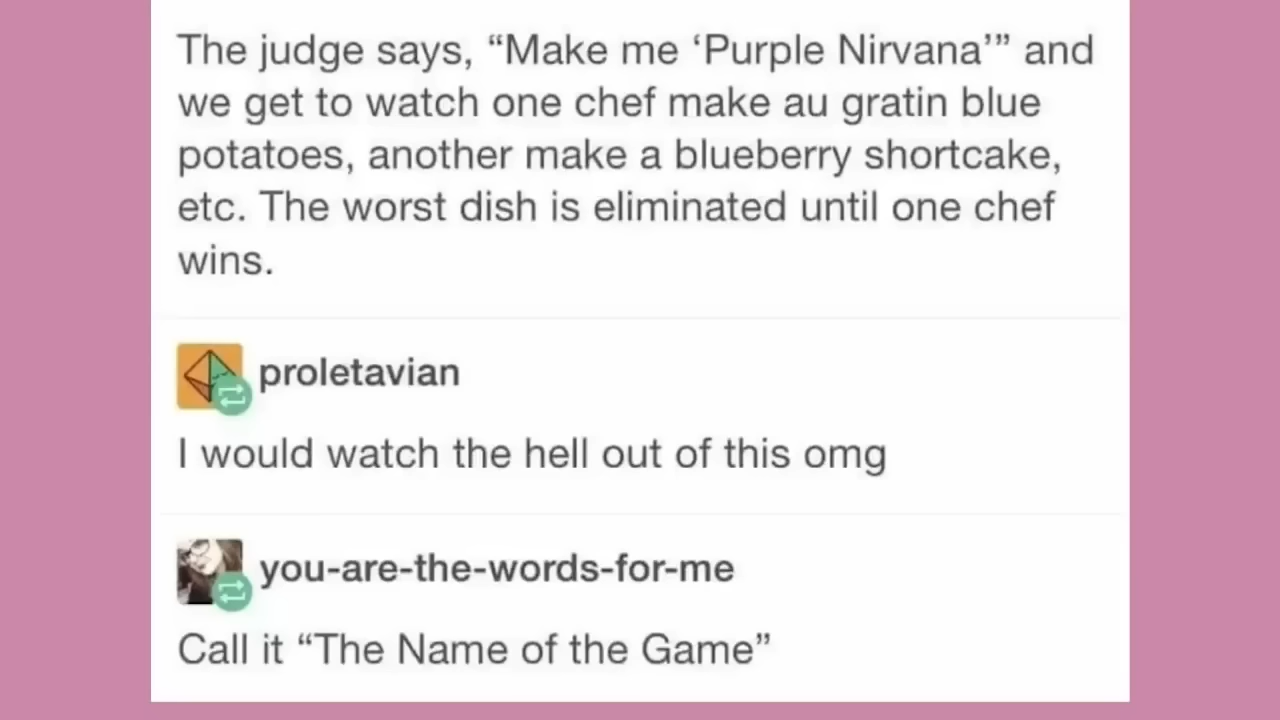 The judge says, “Make me ‘Purple Nirvana’” and
we get to watch one chef make au gratin blue
potatoes, another make a blueberry shortcake,
etc. The worst dish is eliminated until one chef
wins.
proletavian
I would watch the hell out of this omg
you-are-the-words-for-me
Call it “The Name of the Game”